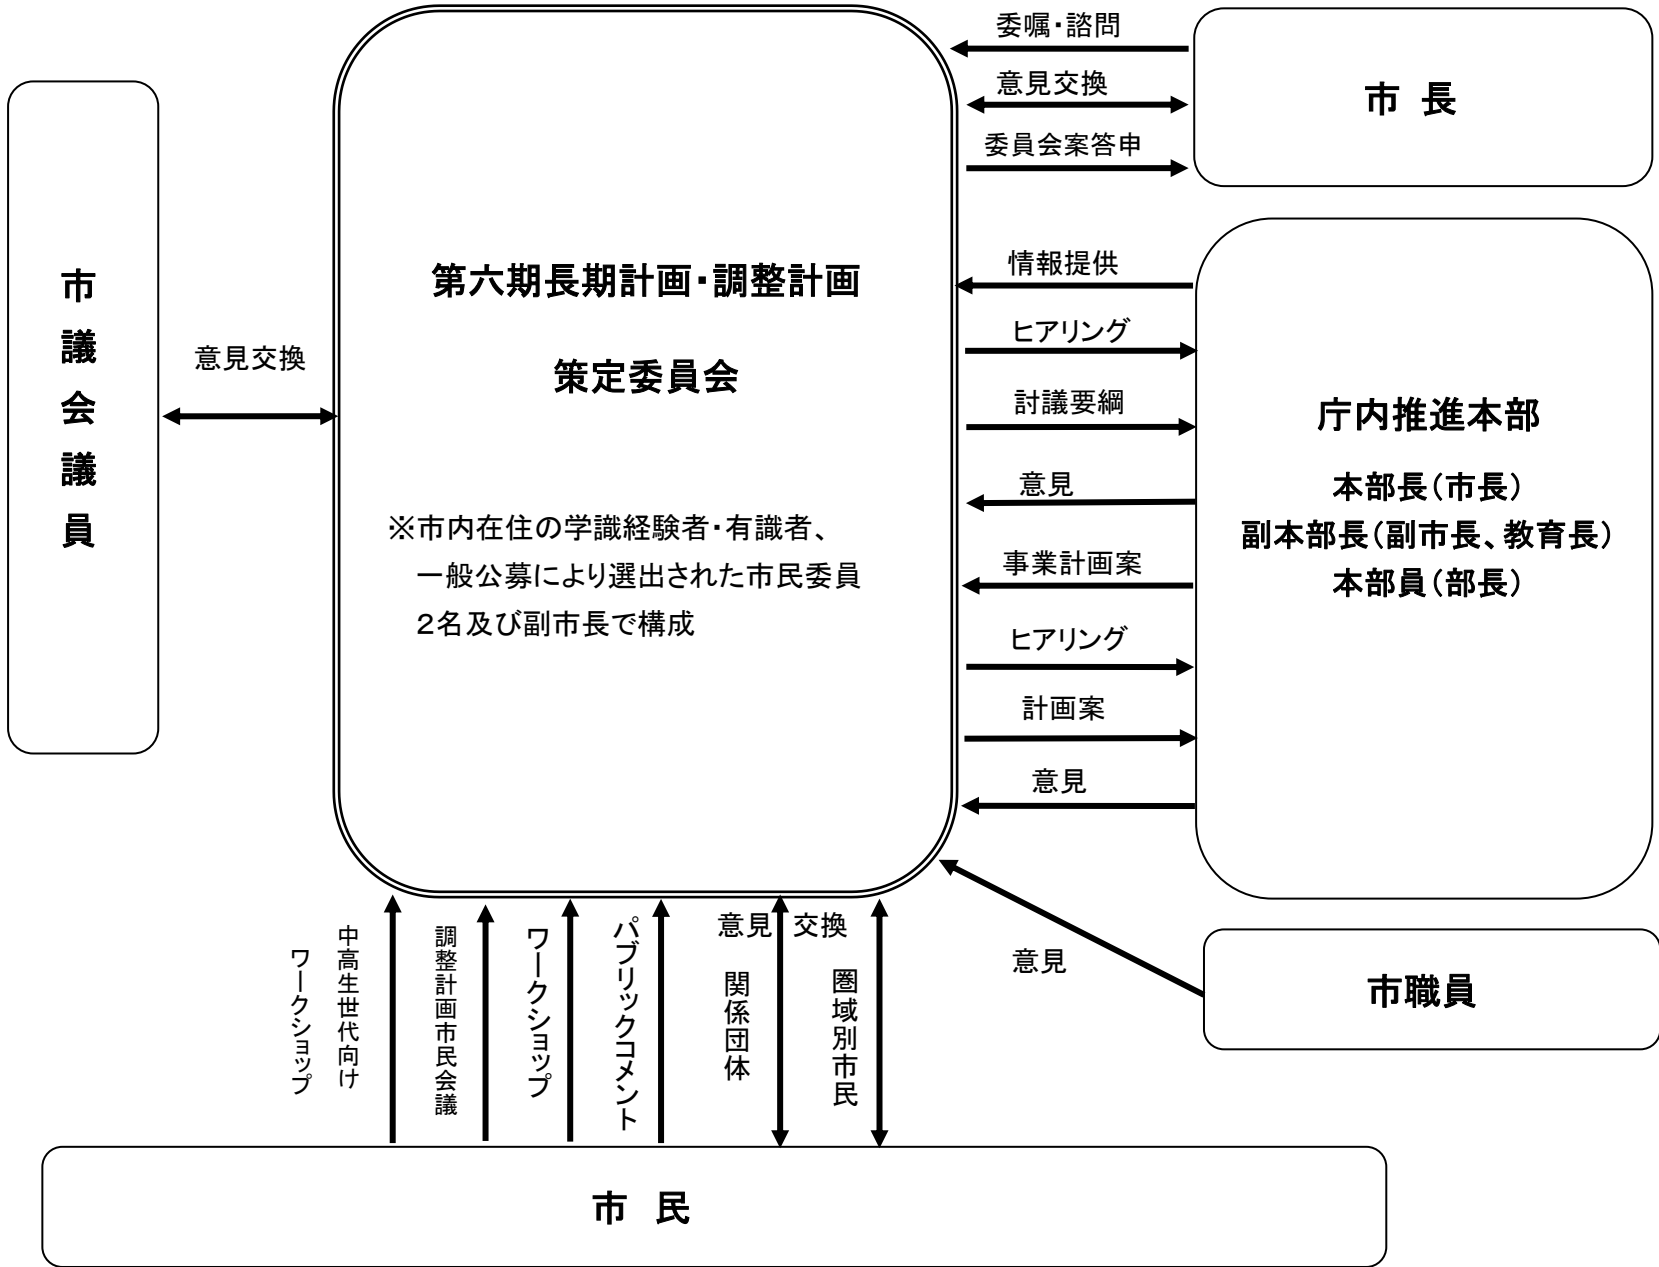 委嘱・諮問
意見交換
委員会案答申
市 長
市議会議員
意見交換
第六期長期計画・調整計画
策定委員会
※市内在住の学識経験者・有識者、
一般公募により選出された市民委員
２名及び副市長で構成
情報提供
ヒアリング
討議要綱
意見
事業計画案
ヒアリング
計画案
意見
庁内推進本部
本部長（市長）
副本部長（副市長、教育長）
本部員（部長）
意見
市職員
中高生世代向け
ワークショップ
調整計画市民会議
ワークショップ
パブリックコメント
意見 交換
関係団体
圏域別市民
市 民